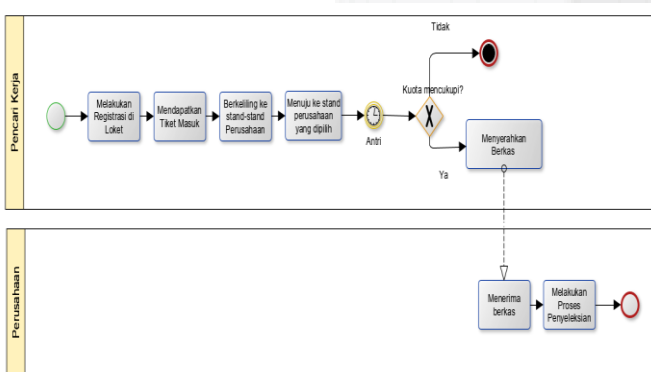 Pencari Kerja
Melakukan
Registrasi di
Loket
Mendapatkan
Tiket Masuk
Berkeliling ke
stand-stand
Perusahaan
Menuju ke stand
perusahaan
yang dipilih
Antri
Kuota mencukupi?
Tidak
Ya
Menyerahkan
Berkas
Perusahaan
Menerima
berkas
Melakukan
Proses
Penyeleksian